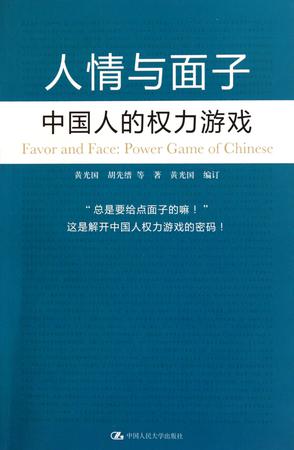 人情与面子
中国人的权力游戏
Favor and Face: Power Game of Chinese
黄光国 胡先缙 等 著 黄光国 编订
“总是要给点面子的嘛！”
这是解开中国人权力游戏的密码！
中国人民大学出版社